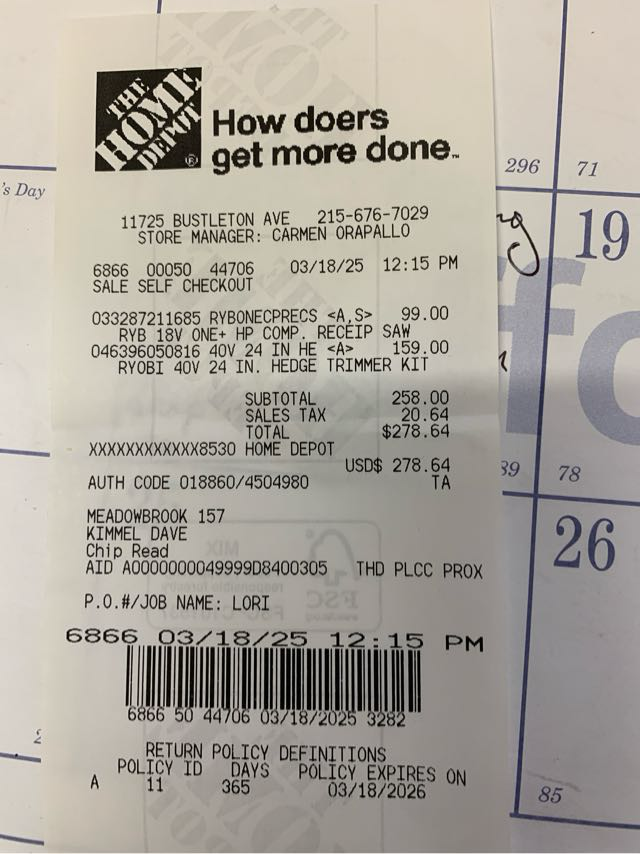 THE
HOME
DEPOT
®
How doers
get more done.™
11725 BUSTLETON AVE 215-676-7029
STORE MANAGER: CARMEN ORAPALLO
6866 00050 44706 03/18/25 12:15 PM
SALE SELF CHECKOUT
033287211685 RYBONECPRECS <A,S> 99.00
RYB 18V ONE+ HP COMP. RECEIP SAW
046396050816 40V 24 IN HE <A> 159.00
RYOBI 40V 24 IN. HEDGE TRIMMER KIT
SUBTOTAL 258.00
SALES TAX 20.64
TOTAL $278.64
XXXXXXXXXXXX8530 HOME DEPOT
USD$ 278.64
AUTH CODE 018860/4504980 TA
MEADOWBROOK 157
KIMMEL DAVE
Chip Read
AID A0000000049999D8400305 THD PLCC PROX
P.O.#/JOB NAME: LORI
6866 03/18/25 12:15 PM
6866 50 44706 03/18/2025 3282
RETURN POLICY DEFINITIONS
POLICY ID DAYS POLICY EXPIRES ON
A 11 365 03/18/2026
's Day
296
71
19
89
78
26
85